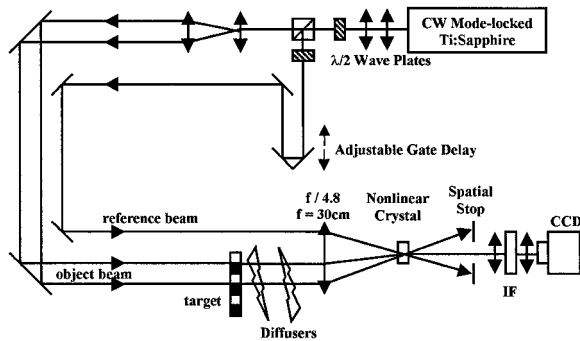 CW Mode-locked
Ti:Sapphire
λ/2 Wave Plates
Adjustable Gate Delay
f / 4.8
f = 30cm
Nonlinear
Crystal
Spatial
Stop
CCD
reference beam
object beam
target
Diffusers
IF